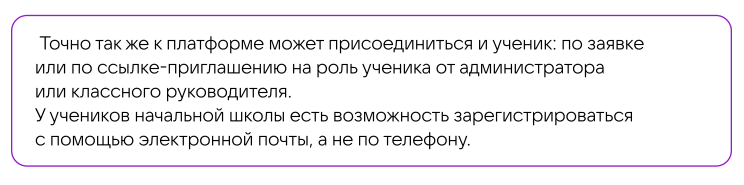 Точно так же к платформе может присоединиться и ученик: по заявке
или по ссылке-приглашению на роль ученика от администратора
или классного руководителя.
У учеников начальной школы есть возможность зарегистрироваться
с помощью электронной почты, а не по телефону.